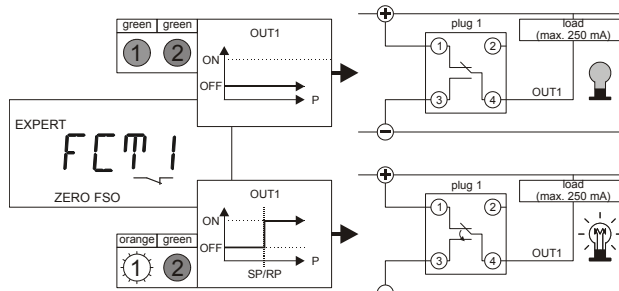 green green
1 2
OUT1
ON
OFF
P
plug 1
1 2
3 4
load
(max. 250 mA)
OUT1
EXPERT
FCT1
ZERO FSO
orange green
1 2
OUT1
ON
OFF
P
SP/RP
plug 1
1 2
3 4
load
(max. 250 mA)
OUT1